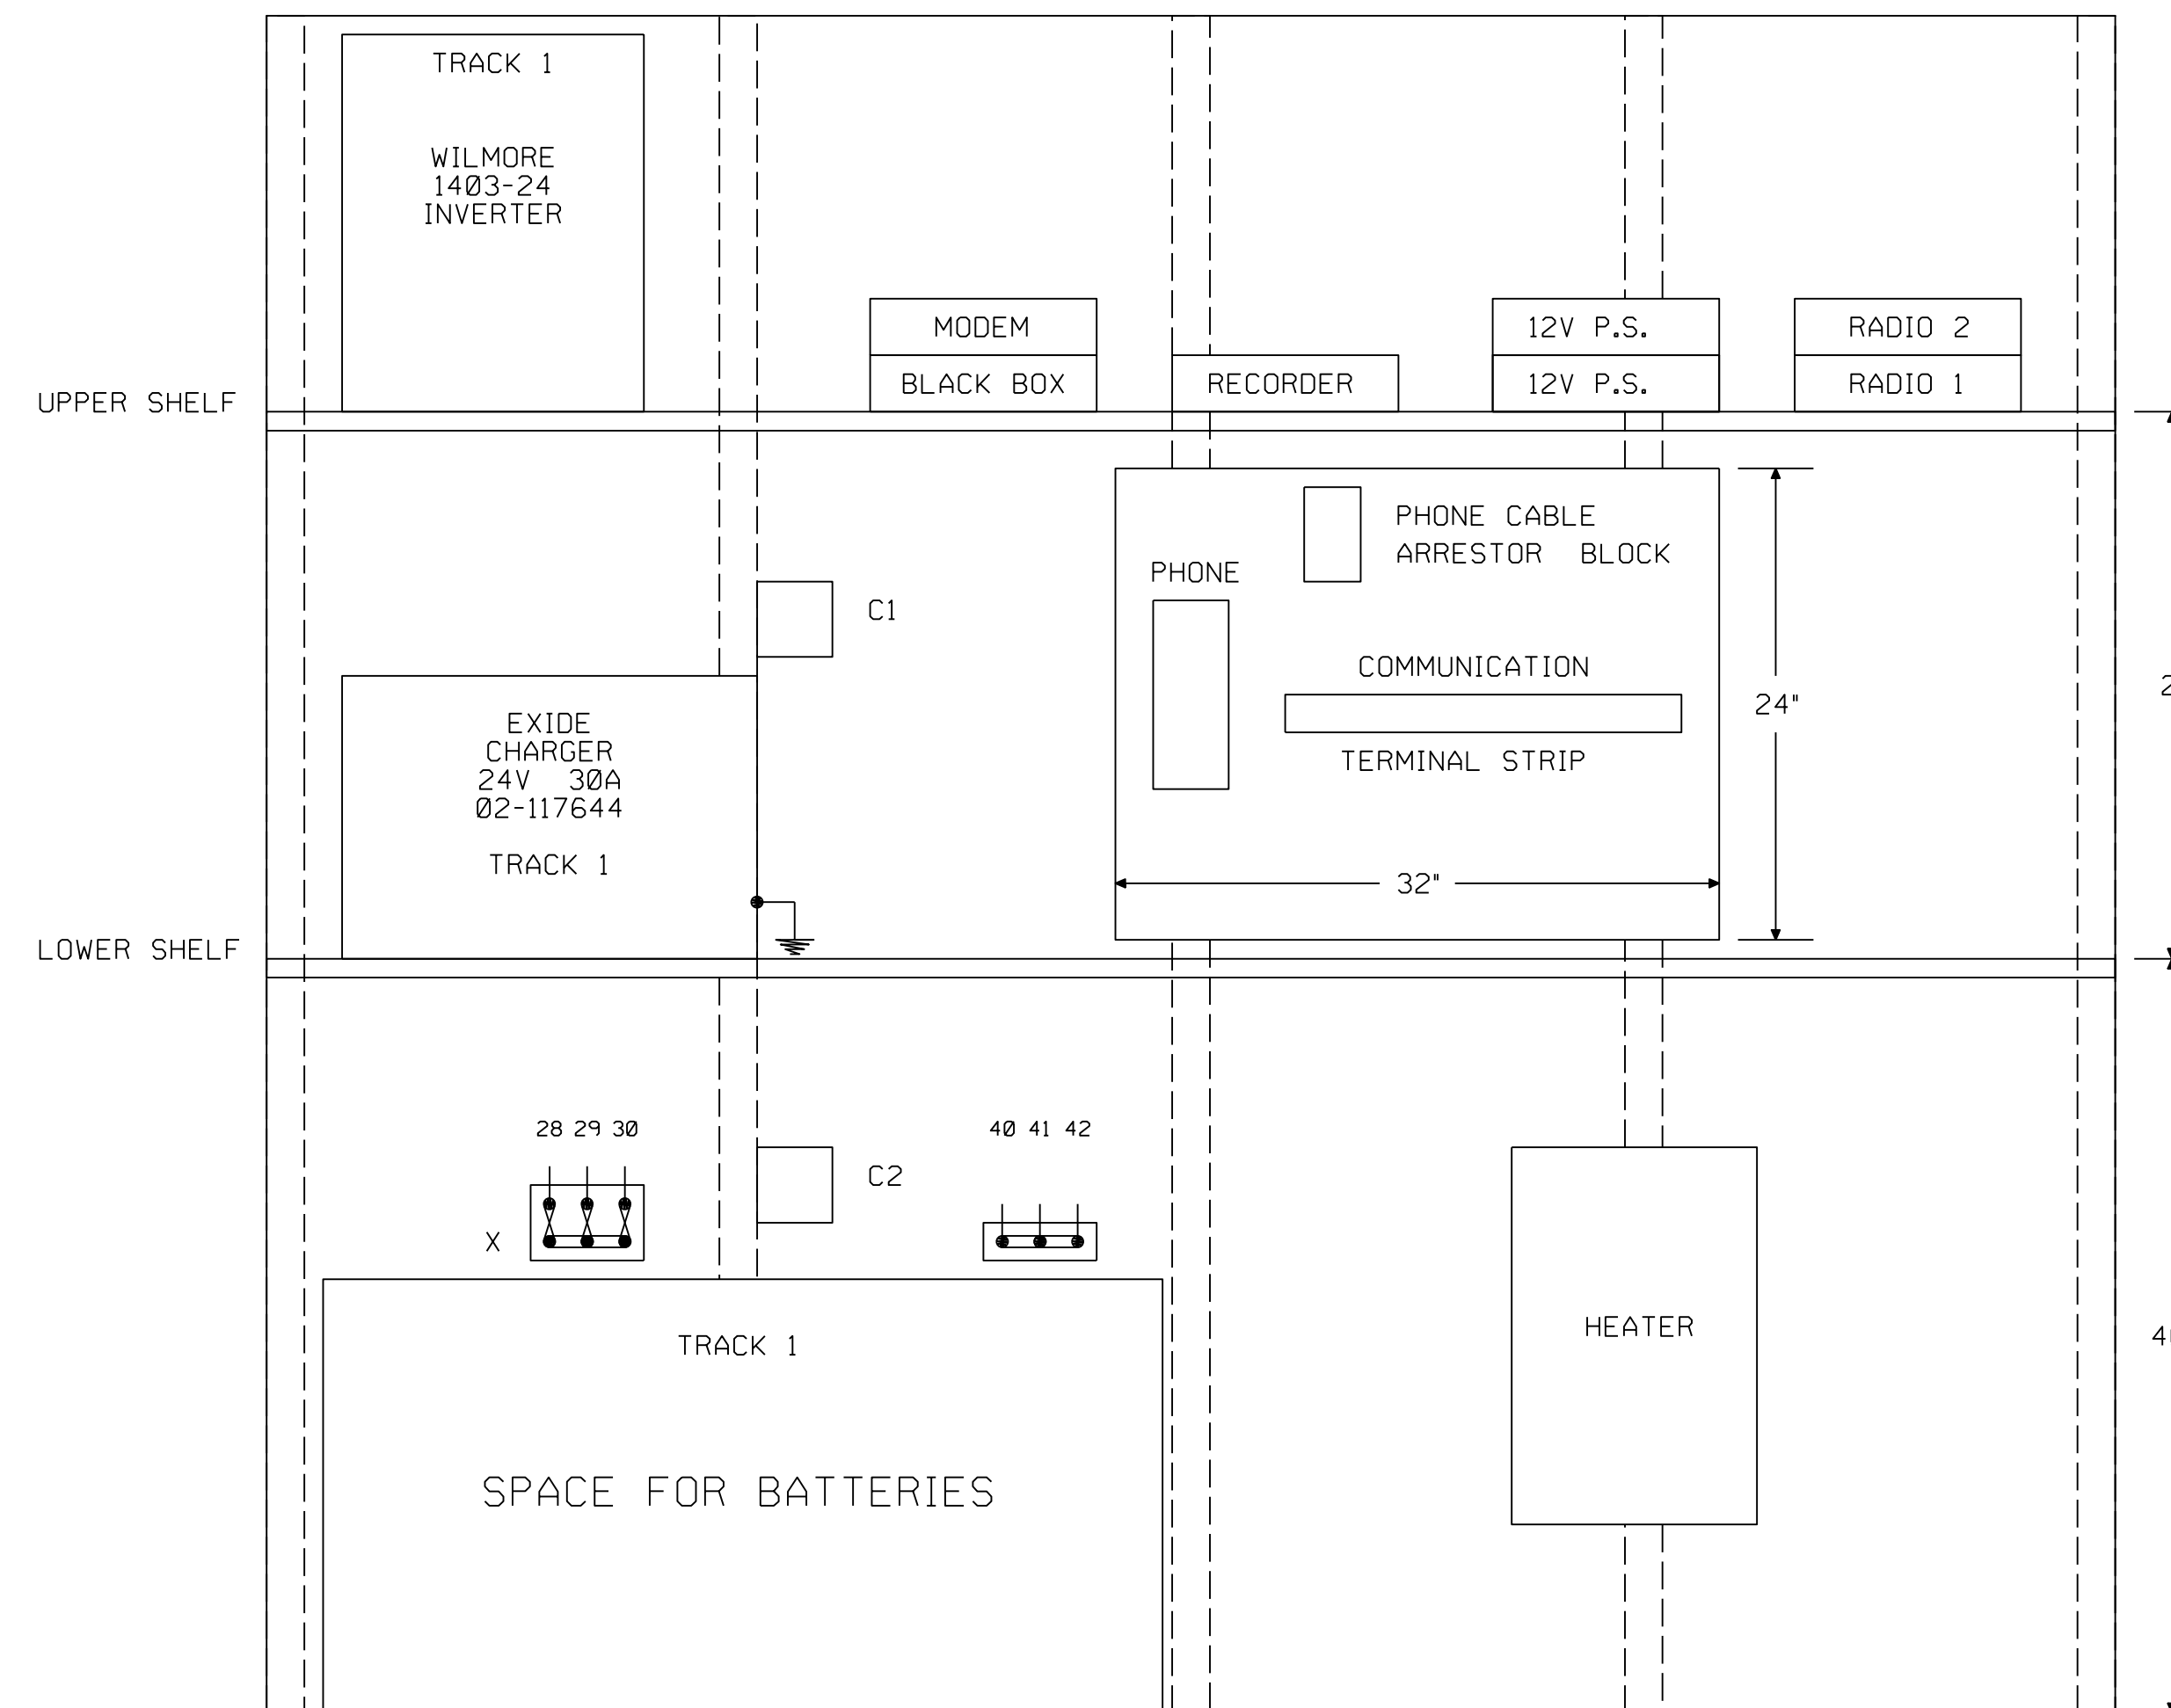 TRACK 1
WILMORE
1403-24
INVERTER
MODEM
BLACK BOX
RECORDER
12V P.S.
12V P.S.
RADIO 2
RADIO 1
UPPER SHELF
PHONE CABLE
ARRESTOR BLOCK
PHONE
C1
COMMUNICATION
TERMINAL STRIP
24"
32"
EXIDE
CHARGER
24V 30A
02-117644
TRACK 1
LOWER SHELF
28 29 30
X
C2
40 41 42
HEATER
TRACK 1
SPACE FOR BATTERIES